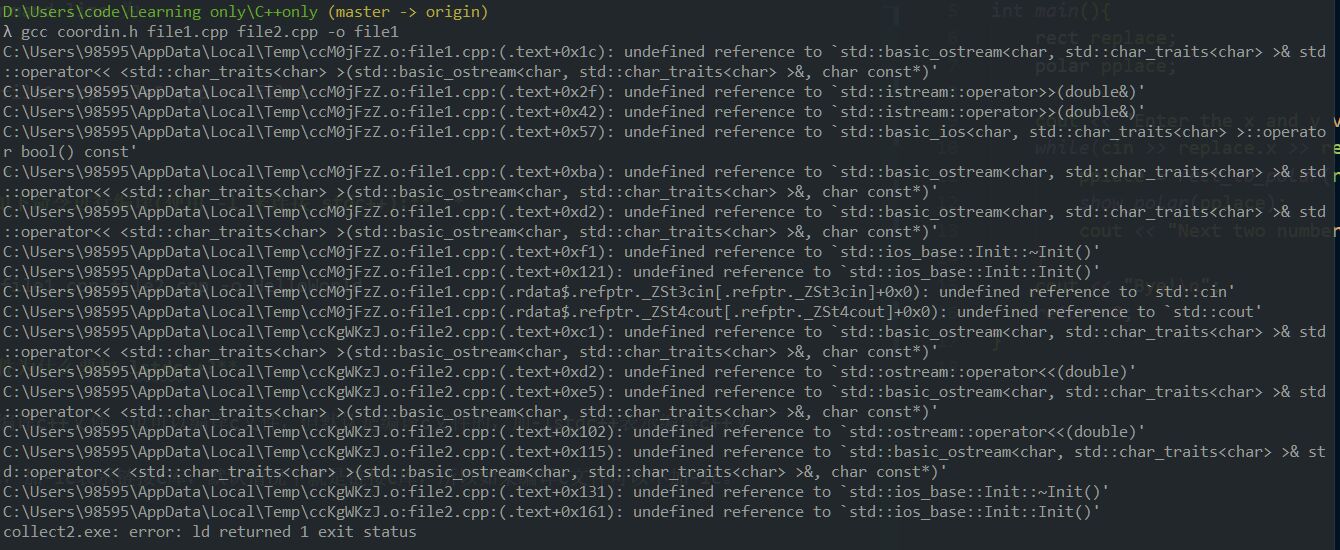 D:\Users\code\Learning only\C++only (master -> origin)
λ gcc coordin.h file1.cpp file2.cpp -o file1
C:\Users\98595\AppData\Local\Temp\ccM0jFzZ.o:file1.cpp:(.text+0x1c): undefined reference to `std::basic_ostream<char, std::char_traits<char> >& std
::operator<< <std::char_traits<char> >(std::basic_ostream<char, std::char_traits<char> >&, char const*)'
C:\Users\98595\AppData\Local\Temp\ccM0jFzZ.o:file1.cpp:(.text+0x2f): undefined reference to `std::istream::operator>>(double&)'
C:\Users\98595\AppData\Local\Temp\ccM0jFzZ.o:file1.cpp:(.text+0x42): undefined reference to `std::istream::operator>>(double&)'
C:\Users\98595\AppData\Local\Temp\ccM0jFzZ.o:file1.cpp:(.text+0x57): undefined reference to `std::basic_ios<char, std::char_traits<char> >::operato
r bool() const'
C:\Users\98595\AppData\Local\Temp\ccM0jFzZ.o:file1.cpp:(.text+0xba): undefined reference to `std::basic_ostream<char, std::char_traits<char> >& std
::operator<< <std::char_traits<char> >(std::basic_ostream<char, std::char_traits<char> >&, char const*)'
C:\Users\98595\AppData\Local\Temp\ccM0jFzZ.o:file1.cpp:(.text+0xd2): undefined reference to `std::basic_ostream<char, std::char_traits<char> >& std
::operator<< <std::char_traits<char> >(std::basic_ostream<char, std::char_traits<char> >&, char const*)'
C:\Users\98595\AppData\Local\Temp\ccM0jFzZ.o:file1.cpp:(.text+0xf1): undefined reference to `std::ios_base::Init::~Init()'
C:\Users\98595\AppData\Local\Temp\ccM0jFzZ.o:file1.cpp:(.text+0x121): undefined reference to `std::ios_base::Init::Init()'
C:\Users\98595\AppData\Local\Temp\ccM0jFzZ.o:file1.cpp:(.rdata$.refptr._ZSt3cin[.refptr._ZSt3cin]+0x0): undefined reference to `std::cin'
C:\Users\98595\AppData\Local\Temp\ccM0jFzZ.o:file1.cpp:(.rdata$.refptr._ZSt4cout[.refptr._ZSt4cout]+0x0): undefined reference to `std::cout'
C:\Users\98595\AppData\Local\Temp\ccKgWKzJ.o:file2.cpp:(.text+0xc1): undefined reference to `std::basic_ostream<char, std::char_traits<char> >& std
::operator<< <std::char_traits<char> >(std::basic_ostream<char, std::char_traits<char> >&, char const*)'
C:\Users\98595\AppData\Local\Temp\ccKgWKzJ.o:file2.cpp:(.text+0xd2): undefined reference to `std::ostream::operator<<(double)'
C:\Users\98595\AppData\Local\Temp\ccKgWKzJ.o:file2.cpp:(.text+0xe5): undefined reference to `std::basic_ostream<char, std::char_traits<char> >& std
::operator<< <std::char_traits<char> >(std::basic_ostream<char, std::char_traits<char> >&, char const*)'
C:\Users\98595\AppData\Local\Temp\ccKgWKzJ.o:file2.cpp:(.text+0x102): undefined reference to `std::ostream::operator<<(double)'
C:\Users\98595\AppData\Local\Temp\ccKgWKzJ.o:file2.cpp:(.text+0x115): undefined reference to `std::basic_ostream<char, std::char_traits<char> >& st
d::operator<< <std::char_traits<char> >(std::basic_ostream<char, std::char_traits<char> >&, char const*)'
C:\Users\98595\AppData\Local\Temp\ccKgWKzJ.o:file2.cpp:(.text+0x131): undefined reference to `std::ios_base::Init::~Init()'
C:\Users\98595\AppData\Local\Temp\ccKgWKzJ.o:file2.cpp:(.text+0x161): undefined reference to `std::ios_base::Init::Init()'
collect2.exe: error: ld returned 1 exit status
int main(){
rect replace;
polar pplace;
show_polar(pplace);
cout << "Next two number